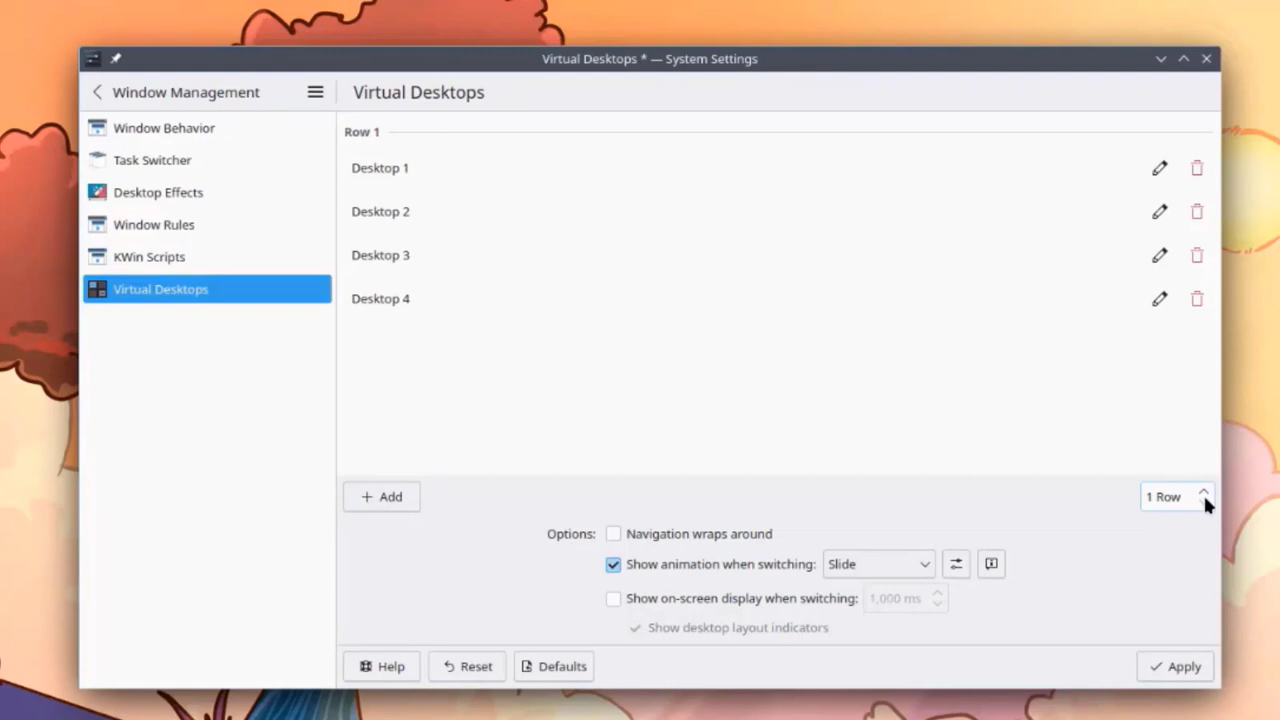 Virtual Desktops * — System Settings
Window Management
Virtual Desktops
Window Behavior
Task Switcher
Desktop Effects
Window Rules
KWin Scripts
Virtual Desktops
Row 1
Desktop 1
Desktop 2
Desktop 3
Desktop 4
+ Add
1 Row
Options: Navigation wraps around
Show animation when switching: Slide
Show on-screen display when switching: 1,000 ms
Show desktop layout indicators
Help Reset Defaults Apply